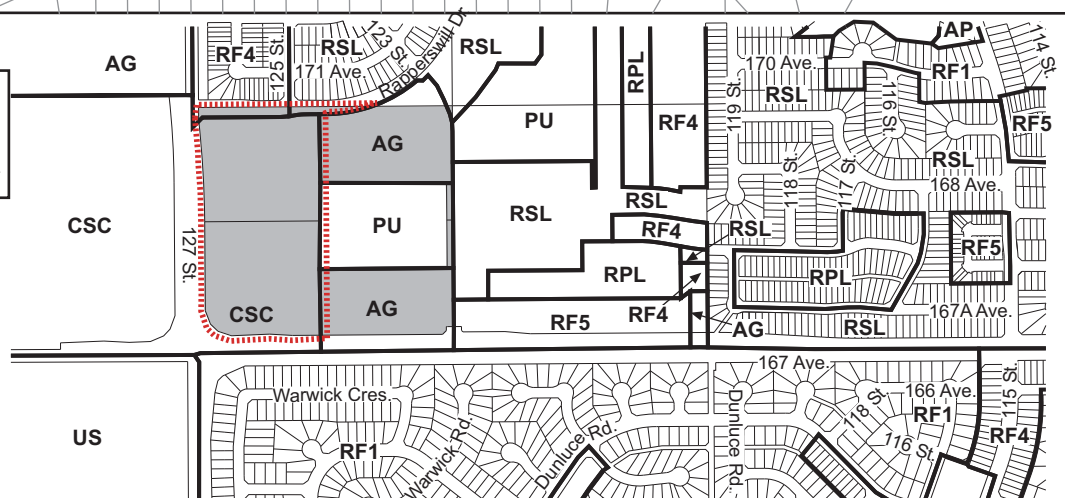 AG
RF4
125 St.
RSL
171 Ave.
123 St.
Rapperswill Dr.
RSL
RPL
119 St.
170 Ave.
RSL
AP
RF1
114 St.
AG
PU
RF4
116 St.
RF5
RSL
118 St.
117 St.
168 Ave.
CSC
127 St.
PU
RSL
RSL
RF4
RSL
RF5
RPL
RPL
CSC
AG
RF5
RF4
AG
RSL
167A Ave.
167 Ave.
Warwick Cres.
166 Ave.
115 St.
US
RF1
Warwick Rd.
Dunluce Rd.
Dunluce Rd.
118 St.
116 St.
RF1
RF4